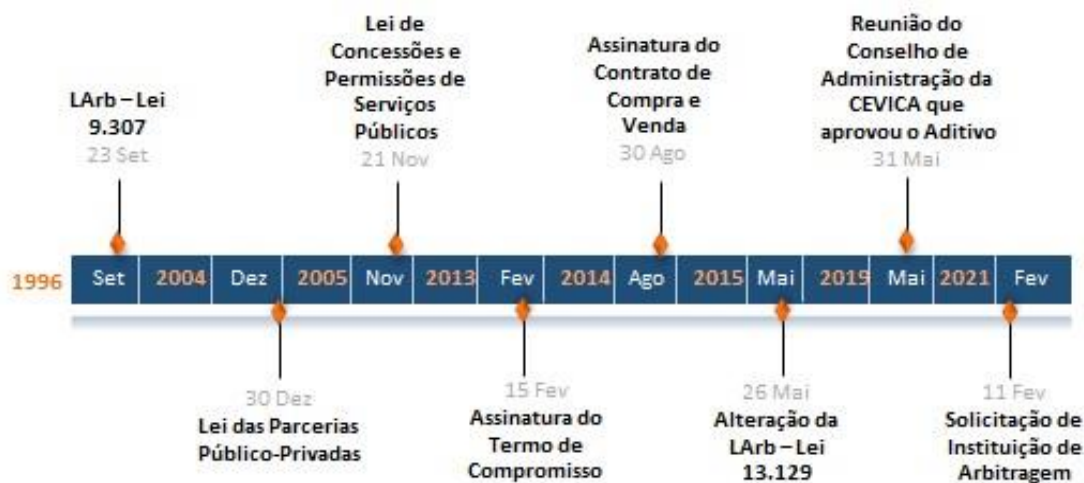 LArb – Lei
9.307
23 Set
Lei de
Concessões e
Permissões de
Serviços
Públicos
21 Nov
Assinatura do
Contrato de
Compra e
Venda
30 Ago
Reunião do
Conselho de
Administração da
CEVICA que
aprovou o Aditivo
31 Mai
1996 Set 2004 Dez 2005 Nov 2013 Fev 2014 Ago 2015 Mai 2019 Mai 2021 Fev
30 Dez
Lei das Parcerias
Público-Privadas
15 Fev
Assinatura do
Termo de
Compromisso
26 Mai
Alteração da
LArb – Lei
13.129
11 Fev
Solicitação de
Instituição de
Arbitragem